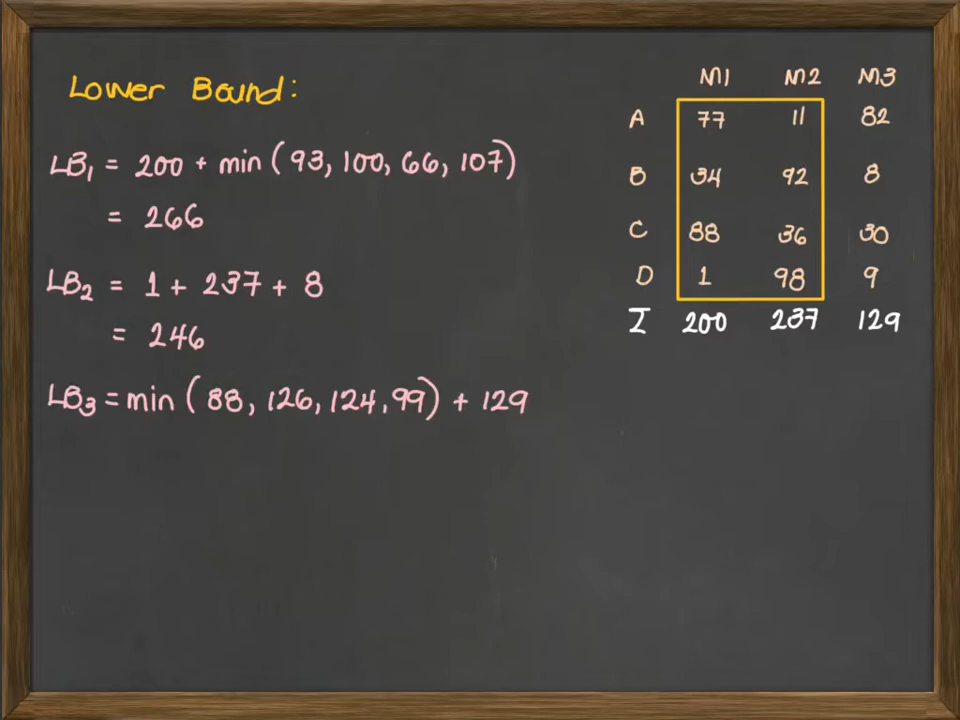 Lower Bound:
LB1 = 200 + min (93, 100, 66, 107)
= 266
LB2 = 1 + 237 + 8
= 246
LB3 = min (88, 126, 124, 99) + 129
M1 M2 M3
A 77 11 82
B 34 92 8
C 88 36 30
D 1 98 9
Σ 200 237 129